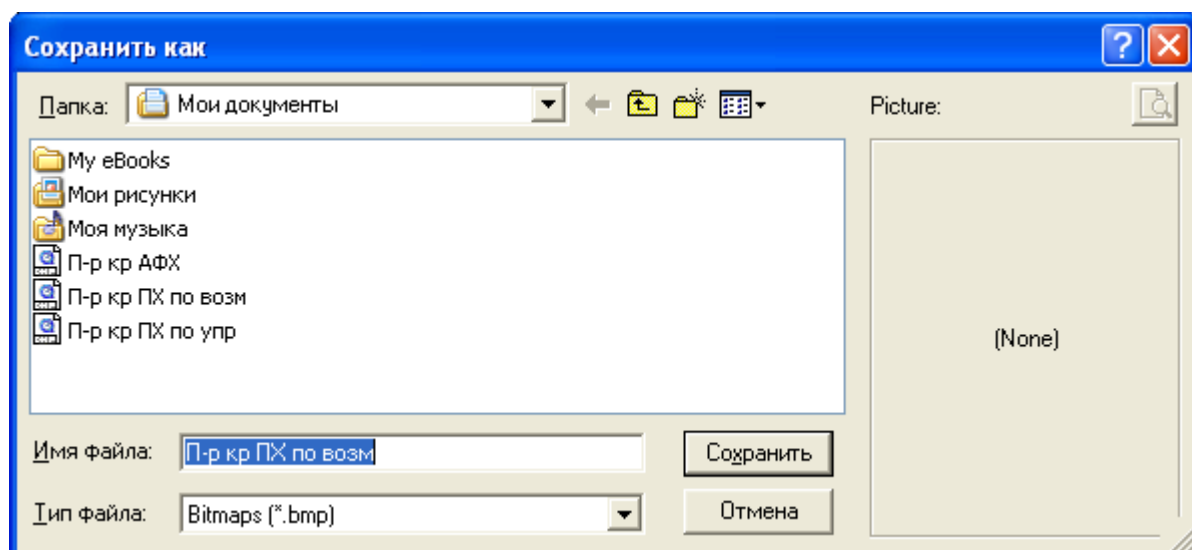 Сохранить как
Папка: Мои документы Picture:
My eBooks
Мои рисунки
Моя музыка
П-р кр АФХ
П-р кр ПХ по возм
П-р кр ПХ по упр
(None)
Имя файла: П-р кр ПХ по возм Сохранить
Тип файла: Bitmaps (*.bmp) Отмена